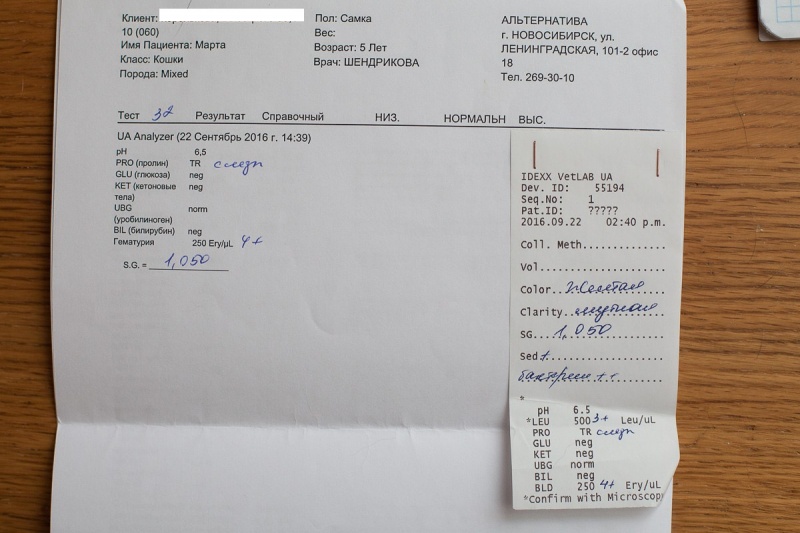 Клиент:
10 (060)
Имя Пациента: Марта
Класс: Кошки
Порода: Mixed
Пол: Самка
Вес:
Возраст: 5 Лет
Врач: ШЕНДРИКОВА
АЛЬТЕРНАТИВА
г. НОВОСИБИРСК, ул.
ЛЕНИНГРАДСКАЯ, 101-2 офис
18
Тел. 269-30-10
Тест Результат Справочный НИЗ. НОРМАЛЬН ВЫС.
UA Analyzer (22 Сентябрь 2016 г. 14:39)
pH 6,5
PRO (пролин) TR следы
GLU (глюкоза) neg
KET (кетоновые neg
тела)
UBG norm
(уробилиноген)
BIL (билирубин) neg
Гематурия 250 Ery/µL 4+
S.G. = 1,050
IDEXX VetLAB UA
Dev. ID: 55194
Seq.No: 1
Pat.ID: ?????
2016.09.22 02:40 p.m.
Coll. Meth..............
Vol.....................
Color..желтая
Clarity..мутная
SG...1,050
Sed +
бактерии ++
*
pH 6.5
*LEU 500 3+ Leu/uL
PRO TR следы
GLU neg
KET neg
UBG norm
BIL neg
BLD 250 4+ Ery/uL
*Confirm with Microscop